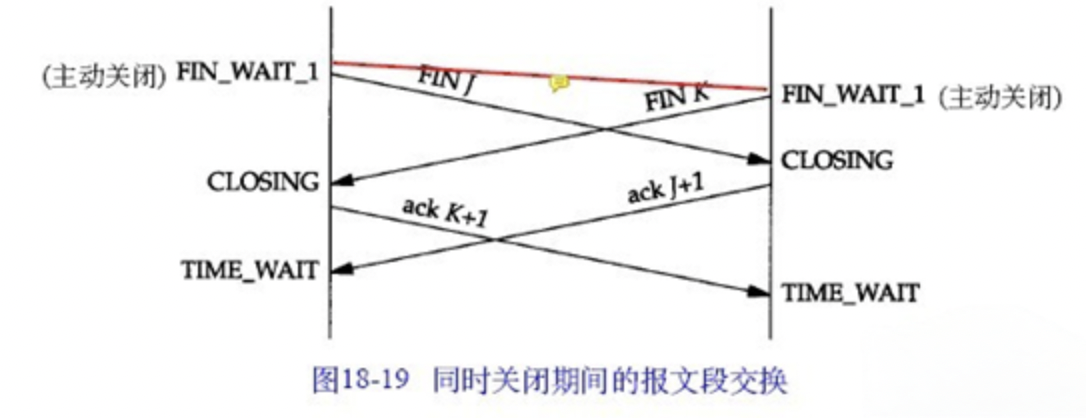 (主动关闭) FIN_WAIT_1
FIN J
FIN K
FIN_WAIT_1 (主动关闭)
CLOSING
CLOSING
ack K+1
ack J+1
TIME_WAIT
TIME_WAIT
图18-19 同时关闭期间的报文段交换